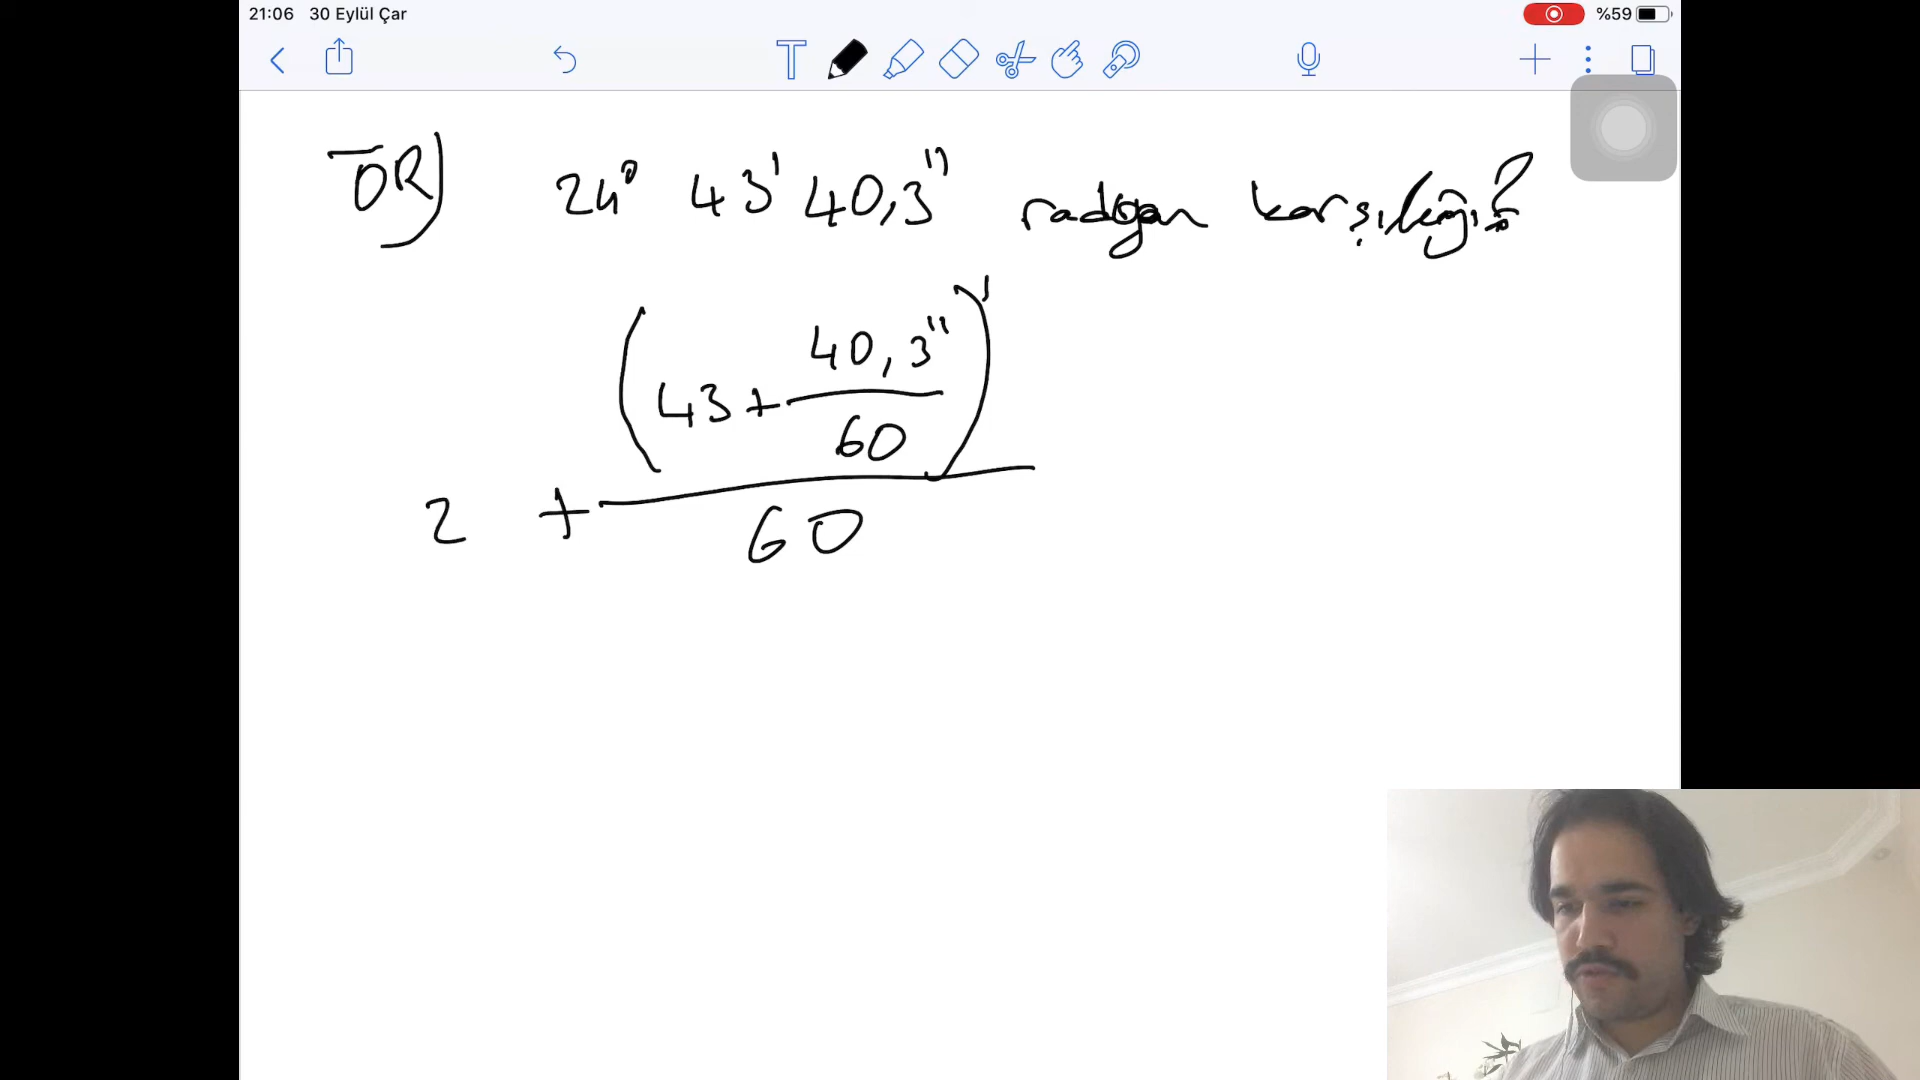 21:06 30 Eylül Çar %59
T
ÖR) 24° 43' 40,3" radyan karşılığı?
(43 + 40,3"/60)'
2 + 
60